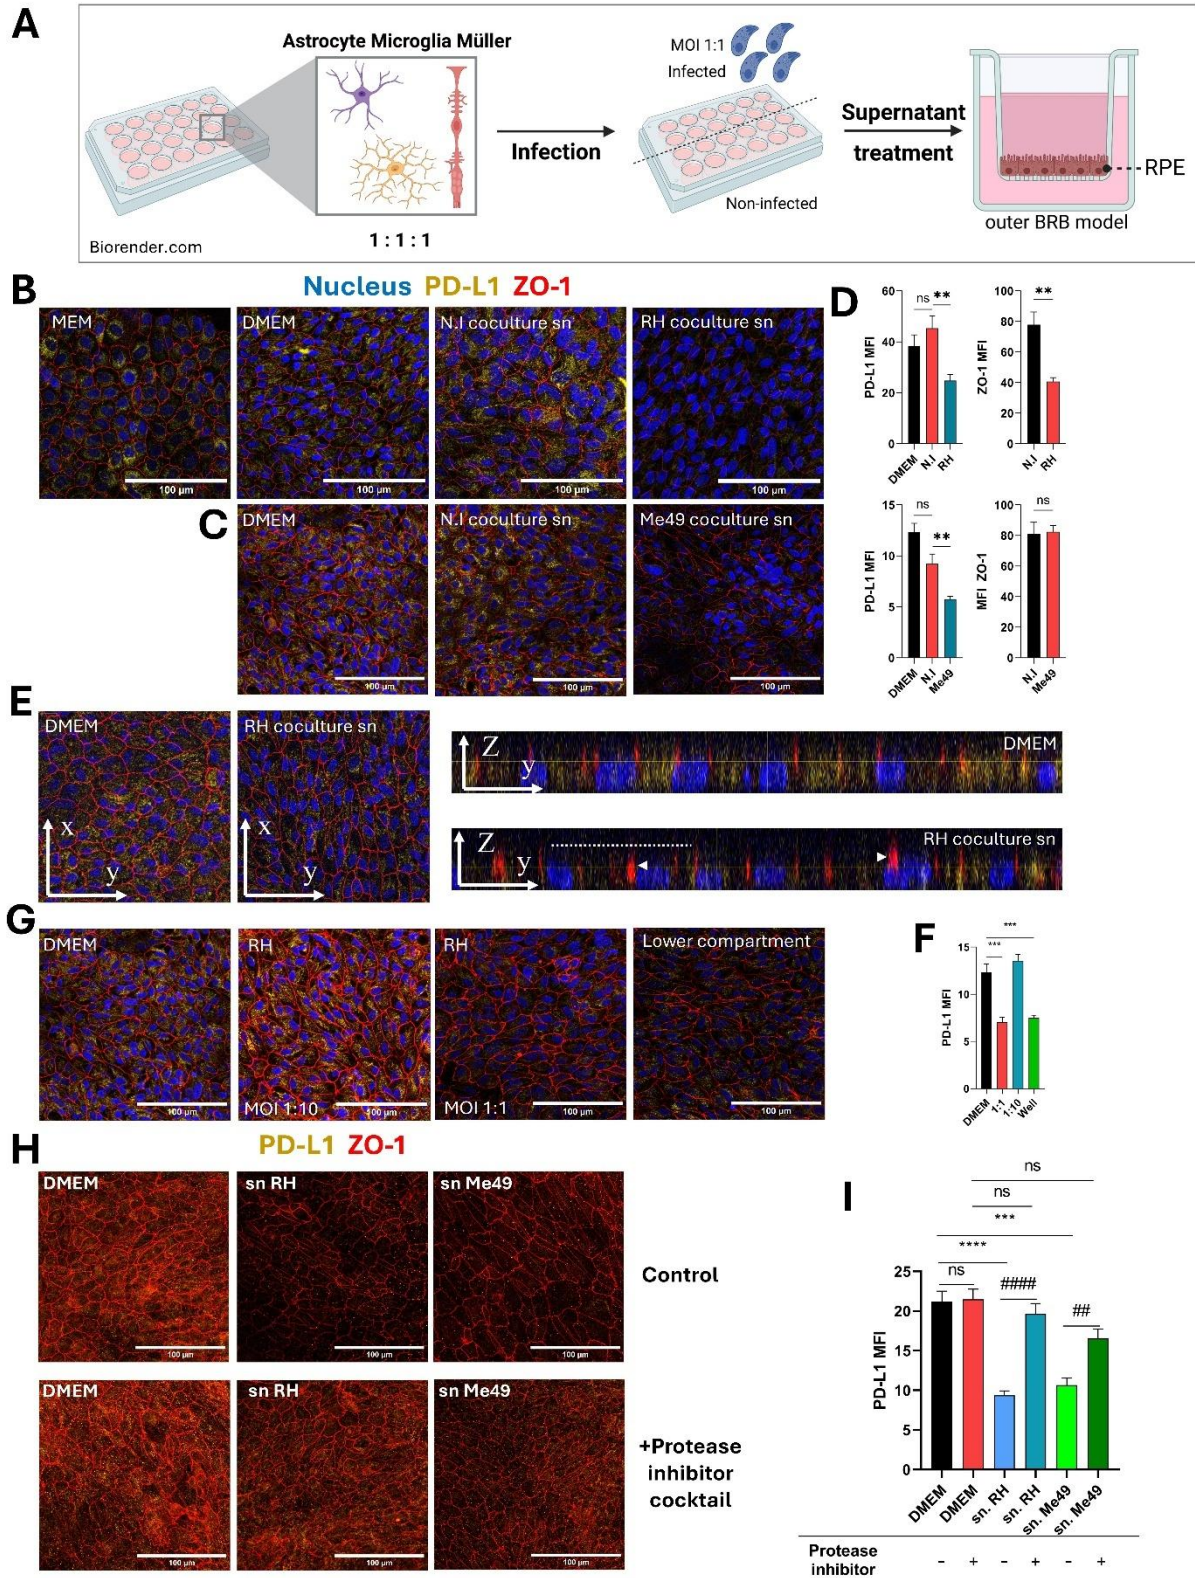 A
Astrocyte Microglia Müller
1 : 1 : 1
Biorender.com
Infection
MOI 1:1
Infected
Non-infected
Supernatant
treatment
RPE
outer BRB model
B
Nucleus PD-L1 ZO-1
MEM
100 µm
DMEM
100 µm
N.I coculture sn
100 µm
RH coculture sn
100 µm
C
DMEM
100 µm
N.I coculture sn
100 µm
Me49 coculture sn
100 µm
D
PD-L1 MFI
60
40
20
0
ns
**
DMEM
N.I
RH
ZO-1 MFI
100
80
60
40
20
0
**
N.I
RH
PD-L1 MFI
15
10
5
0
ns
**
DMEM
N.I
Me49
MFI ZO-1
100
80
60
40
20
0
ns
N.I
Me49
E
DMEM
x
y
RH coculture sn
x
y
Z
y
DMEM
Z
y
RH coculture sn
G
DMEM
100 µm
RH
MOI 1:10
100 µm
RH
MOI 1:1
100 µm
Lower compartment
100 µm
F
PD-L1 MFI
15
10
5
0
***
***
DMEM
1:1
1:10
Well
H
PD-L1 ZO-1
DMEM
100 µm
sn RH
100 µm
sn Me49
100 µm
Control
DMEM
100 µm
sn RH
100 µm
sn Me49
100 µm
+Protease
inhibitor
cocktail
I
ns
ns
***
****
ns
####
##
PD-L1 MFI
25
20
15
10
5
0
DMEM
DMEM
sn. RH
sn. RH
sn. Me49
sn. Me49
Protease
inhibitor
- + - + - +